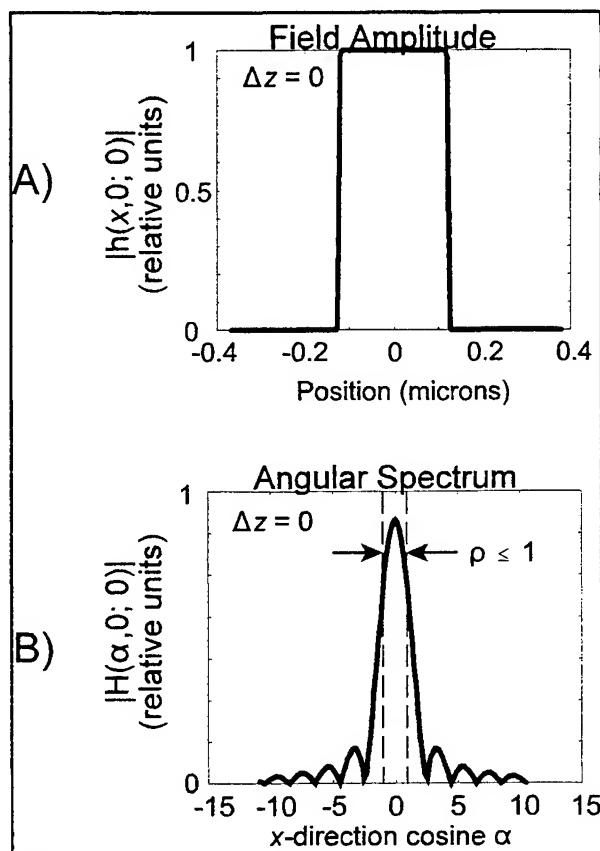 Field Amplitude
Δz = 0
A)
|h(x,0; 0)|
(relative units)
1
0.5
0
-0.4
-0.2
0
0.2
0.4
Position (microns)
Angular Spectrum
Δz = 0
ρ ≤ 1
B)
|H(α,0; 0)|
(relative units)
1
0
-15
-10
-5
0
5
10
15
x-direction cosine α